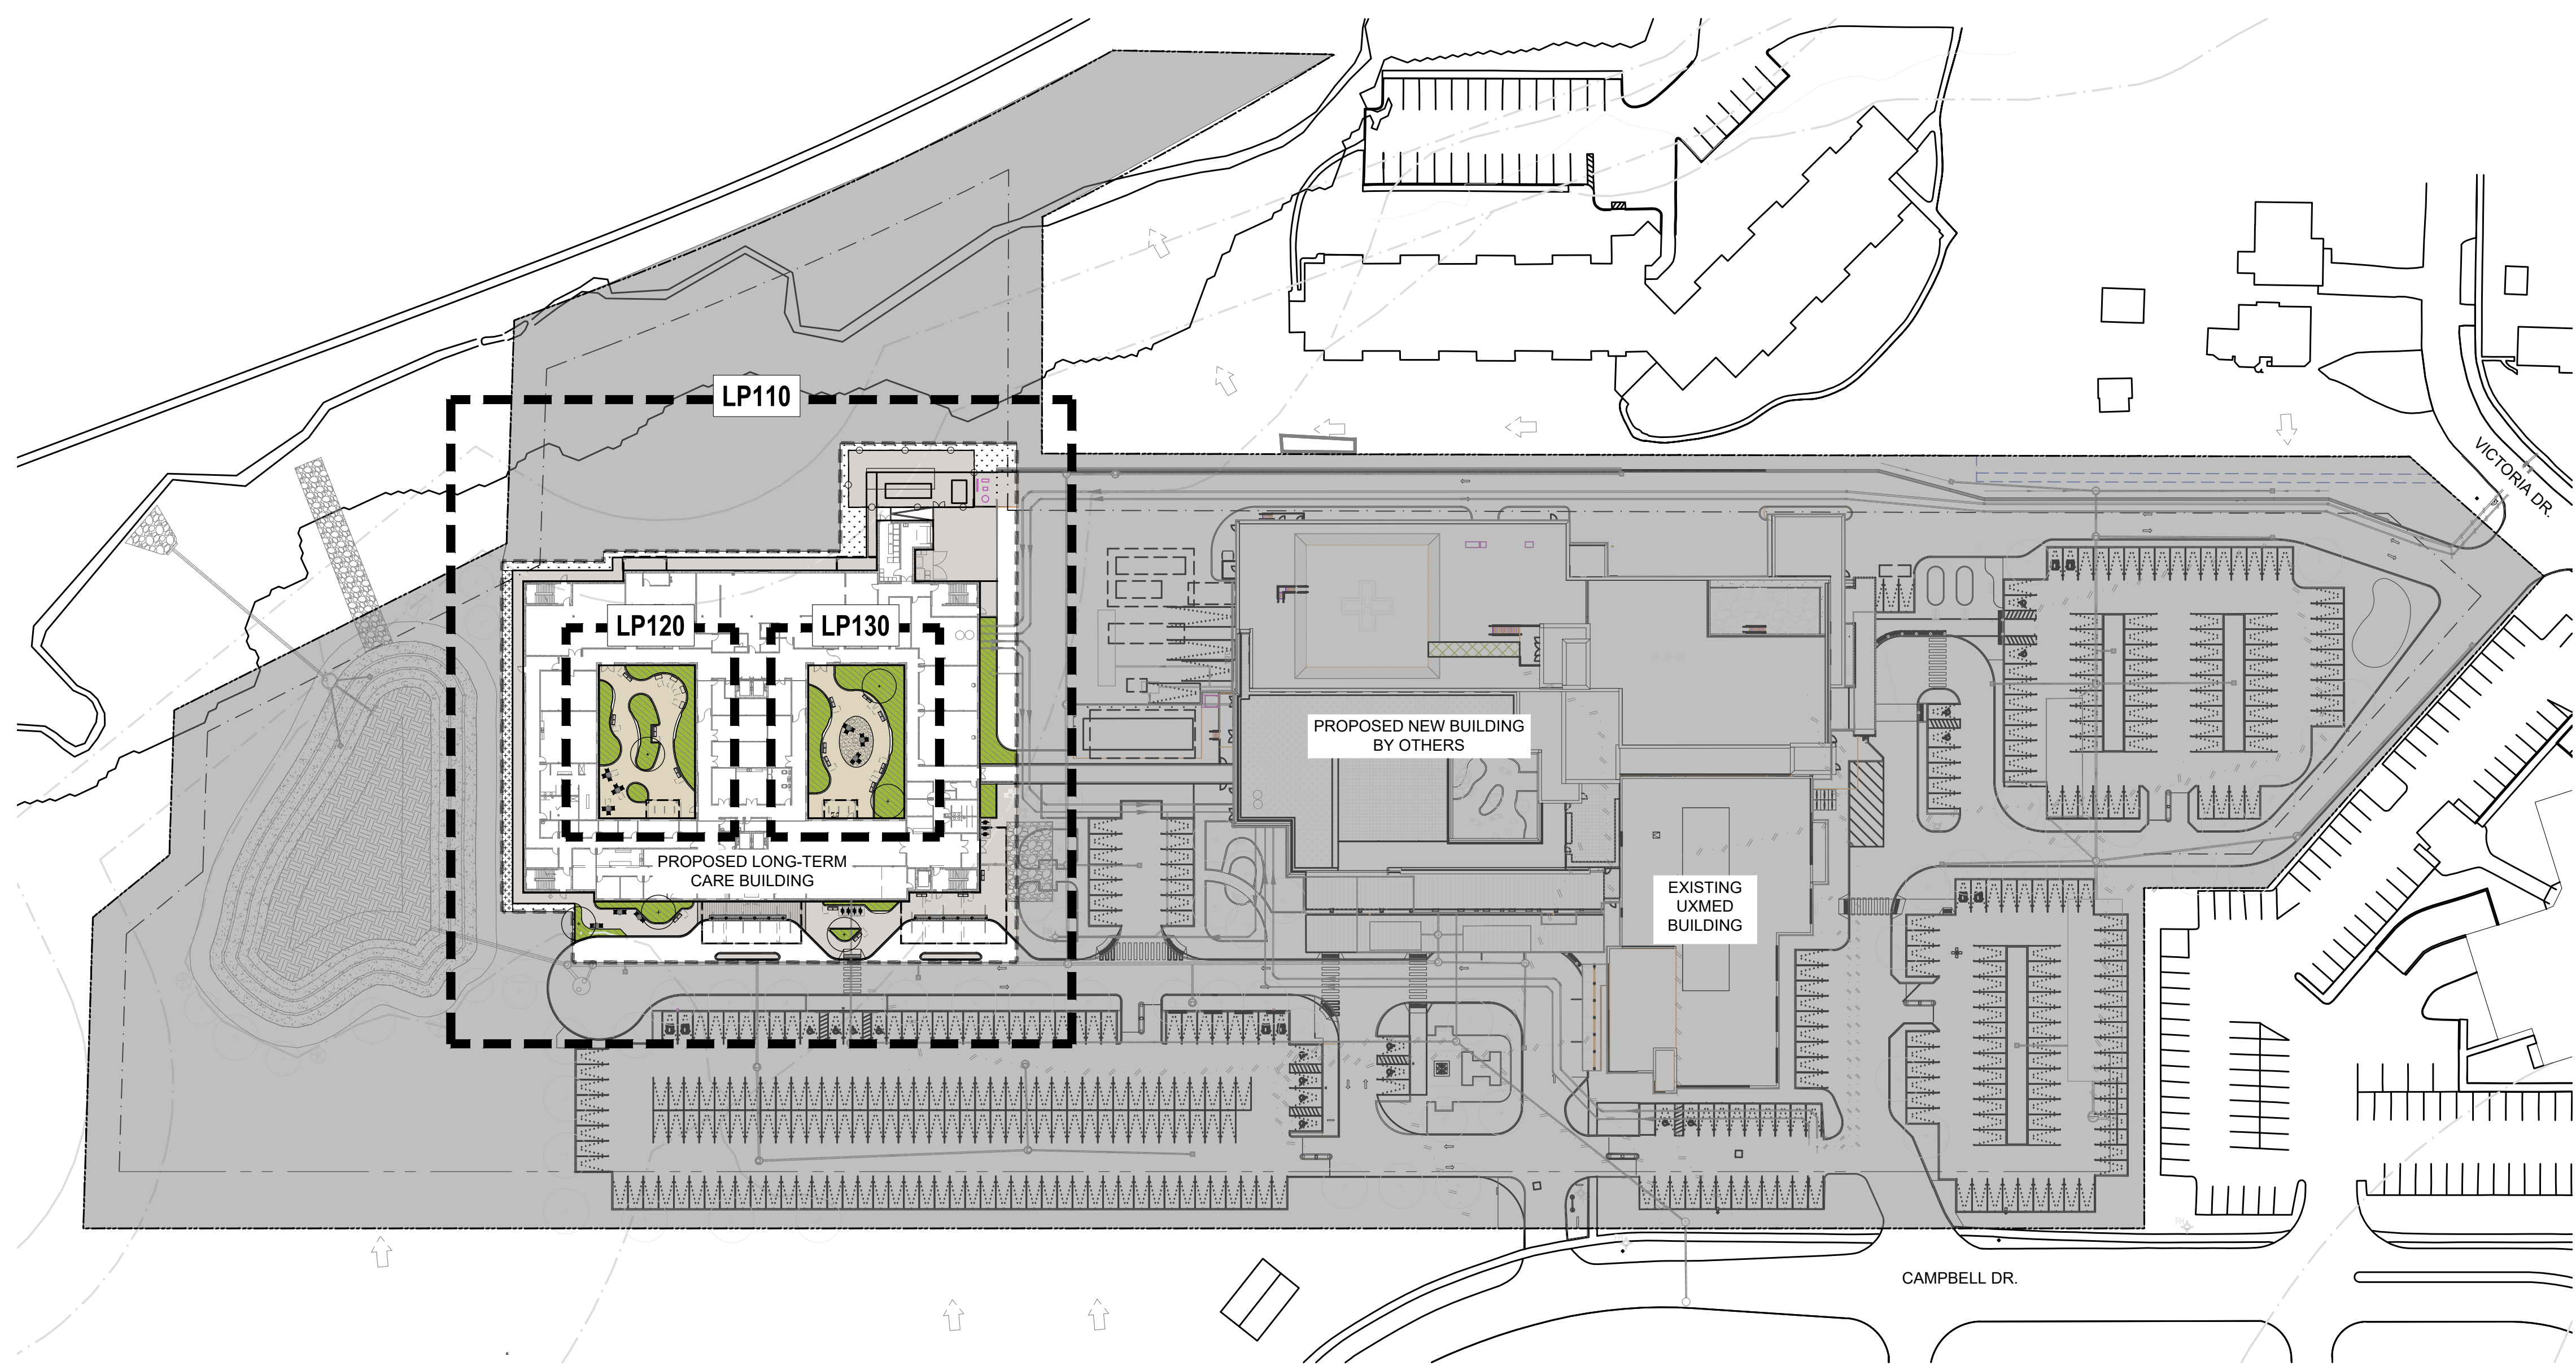 LP110
VICTORIA DR.
LP120
LP130
PROPOSED NEW BUILDING
BY OTHERS
PROPOSED LONG-TERM
CARE BUILDING
EXISTING
UXMED
BUILDING
CAMPBELL DR.